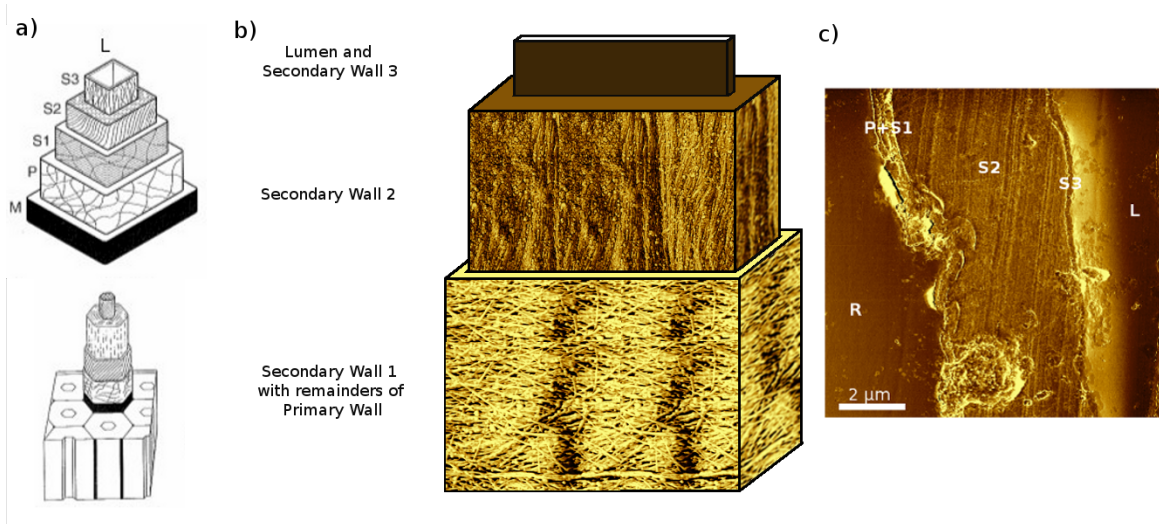 a)
L
S3
S2
S1
P
M
b)
Lumen and
Secondary Wall 3
Secondary Wall 2
Secondary Wall 1
with remainders of
Primary Wall
c)
P+S1
S2
S3
L
R
2 μm